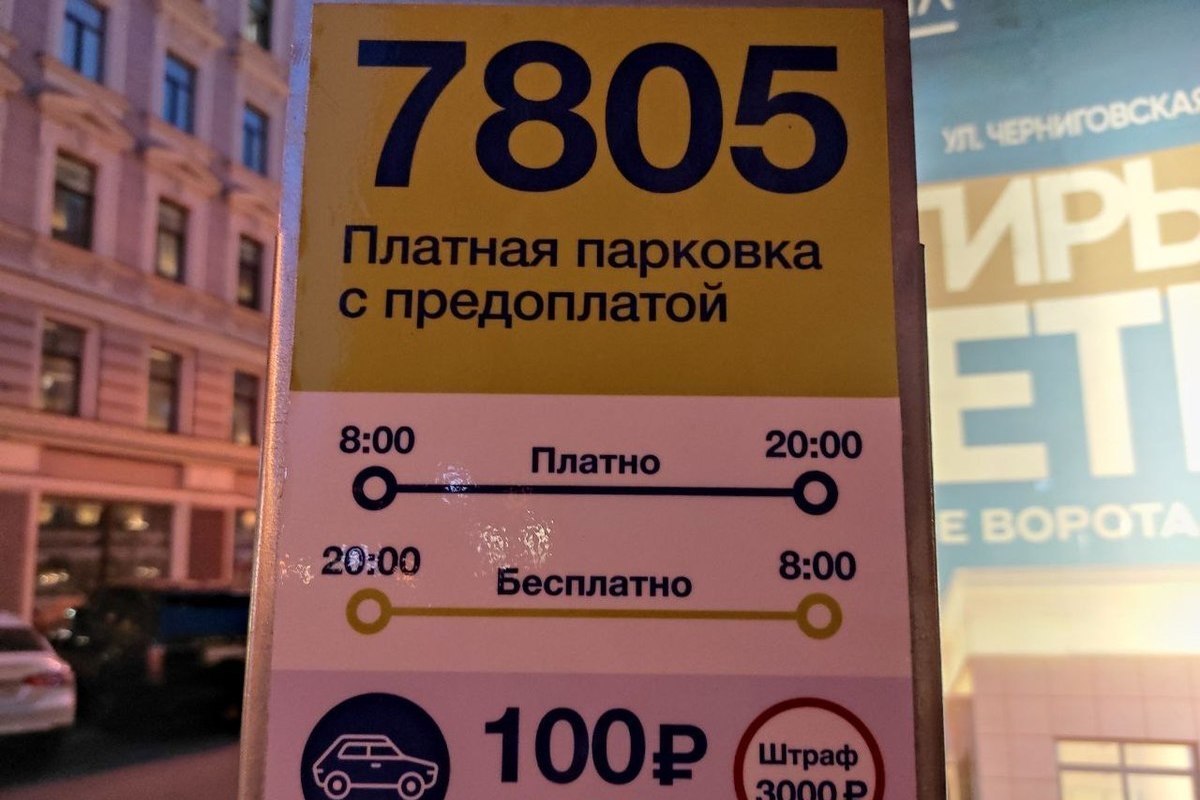 7805
Платная парковка
с предоплатой
8:00 Платно 20:00
20:00 Бесплатно 8:00
100₽
Штраф
3000 ₽
УЛ. ЧЕРНИГОВСКАЯ
ВОРОТА